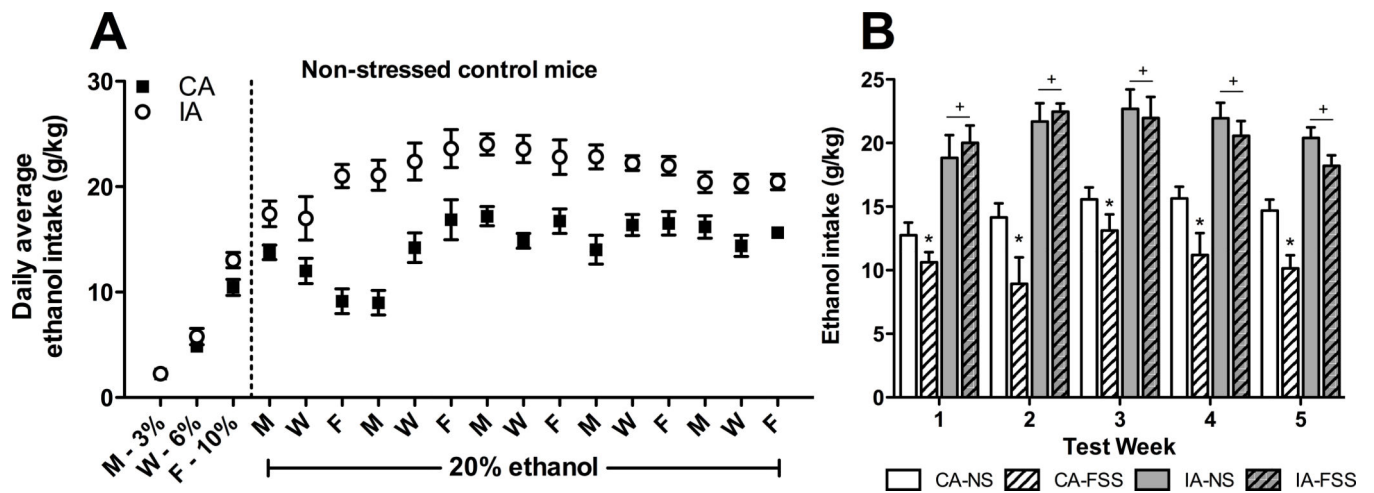 A
Non-stressed control mice
CA
IA
Daily average
ethanol intake (g/kg)
30
20
10
0
M - 3%
W - 6%
F - 10%
M
W
F
M
W
F
M
W
F
M
W
F
M
W
F
20% ethanol
B
Ethanol intake (g/kg)
25
20
15
10
5
0
*
+
*
+
*
+
*
+
*
+
1
2
3
4
5
Test Week
CA-NS
CA-FSS
IA-NS
IA-FSS